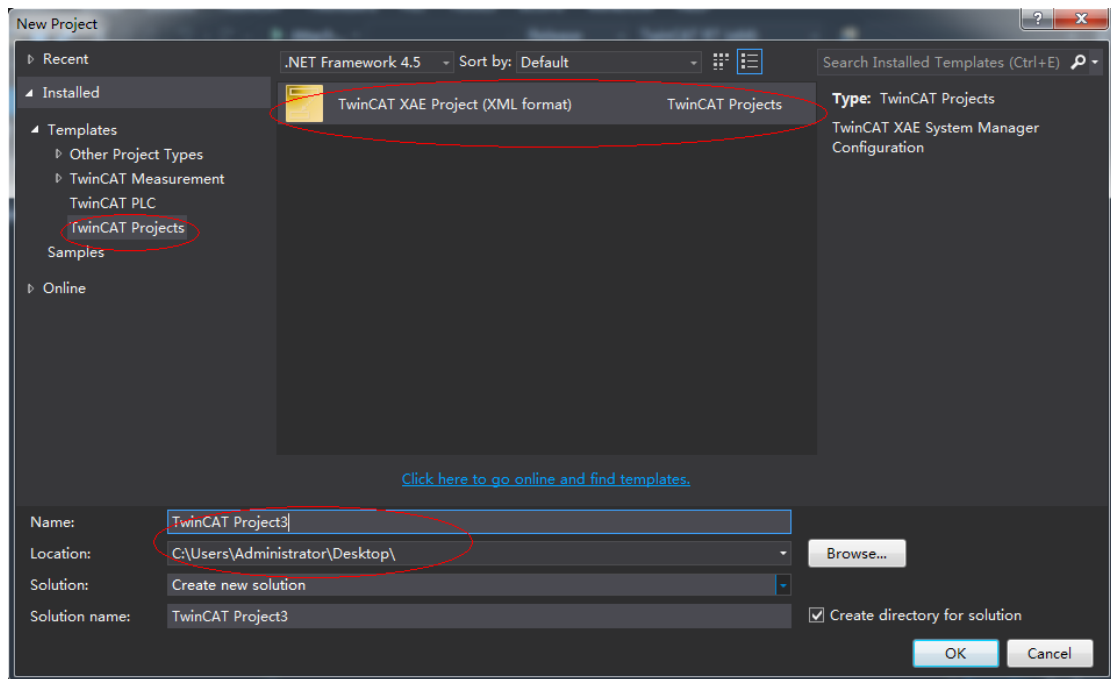 New Project
Recent
.NET Framework 4.5 Sort by: Default
Search Installed Templates (Ctrl+E)
Installed
TwinCAT XAE Project (XML format) TwinCAT Projects
Type: TwinCAT Projects
TwinCAT XAE System Manager
Configuration
Templates
Other Project Types
TwinCAT Measurement
TwinCAT PLC
TwinCAT Projects
Samples
Online
Click here to go online and find templates.
Name: TwinCAT Project3
Location: C:\Users\Administrator\Desktop\
Browse...
Solution: Create new solution
Solution name: TwinCAT Project3
Create directory for solution
OK Cancel